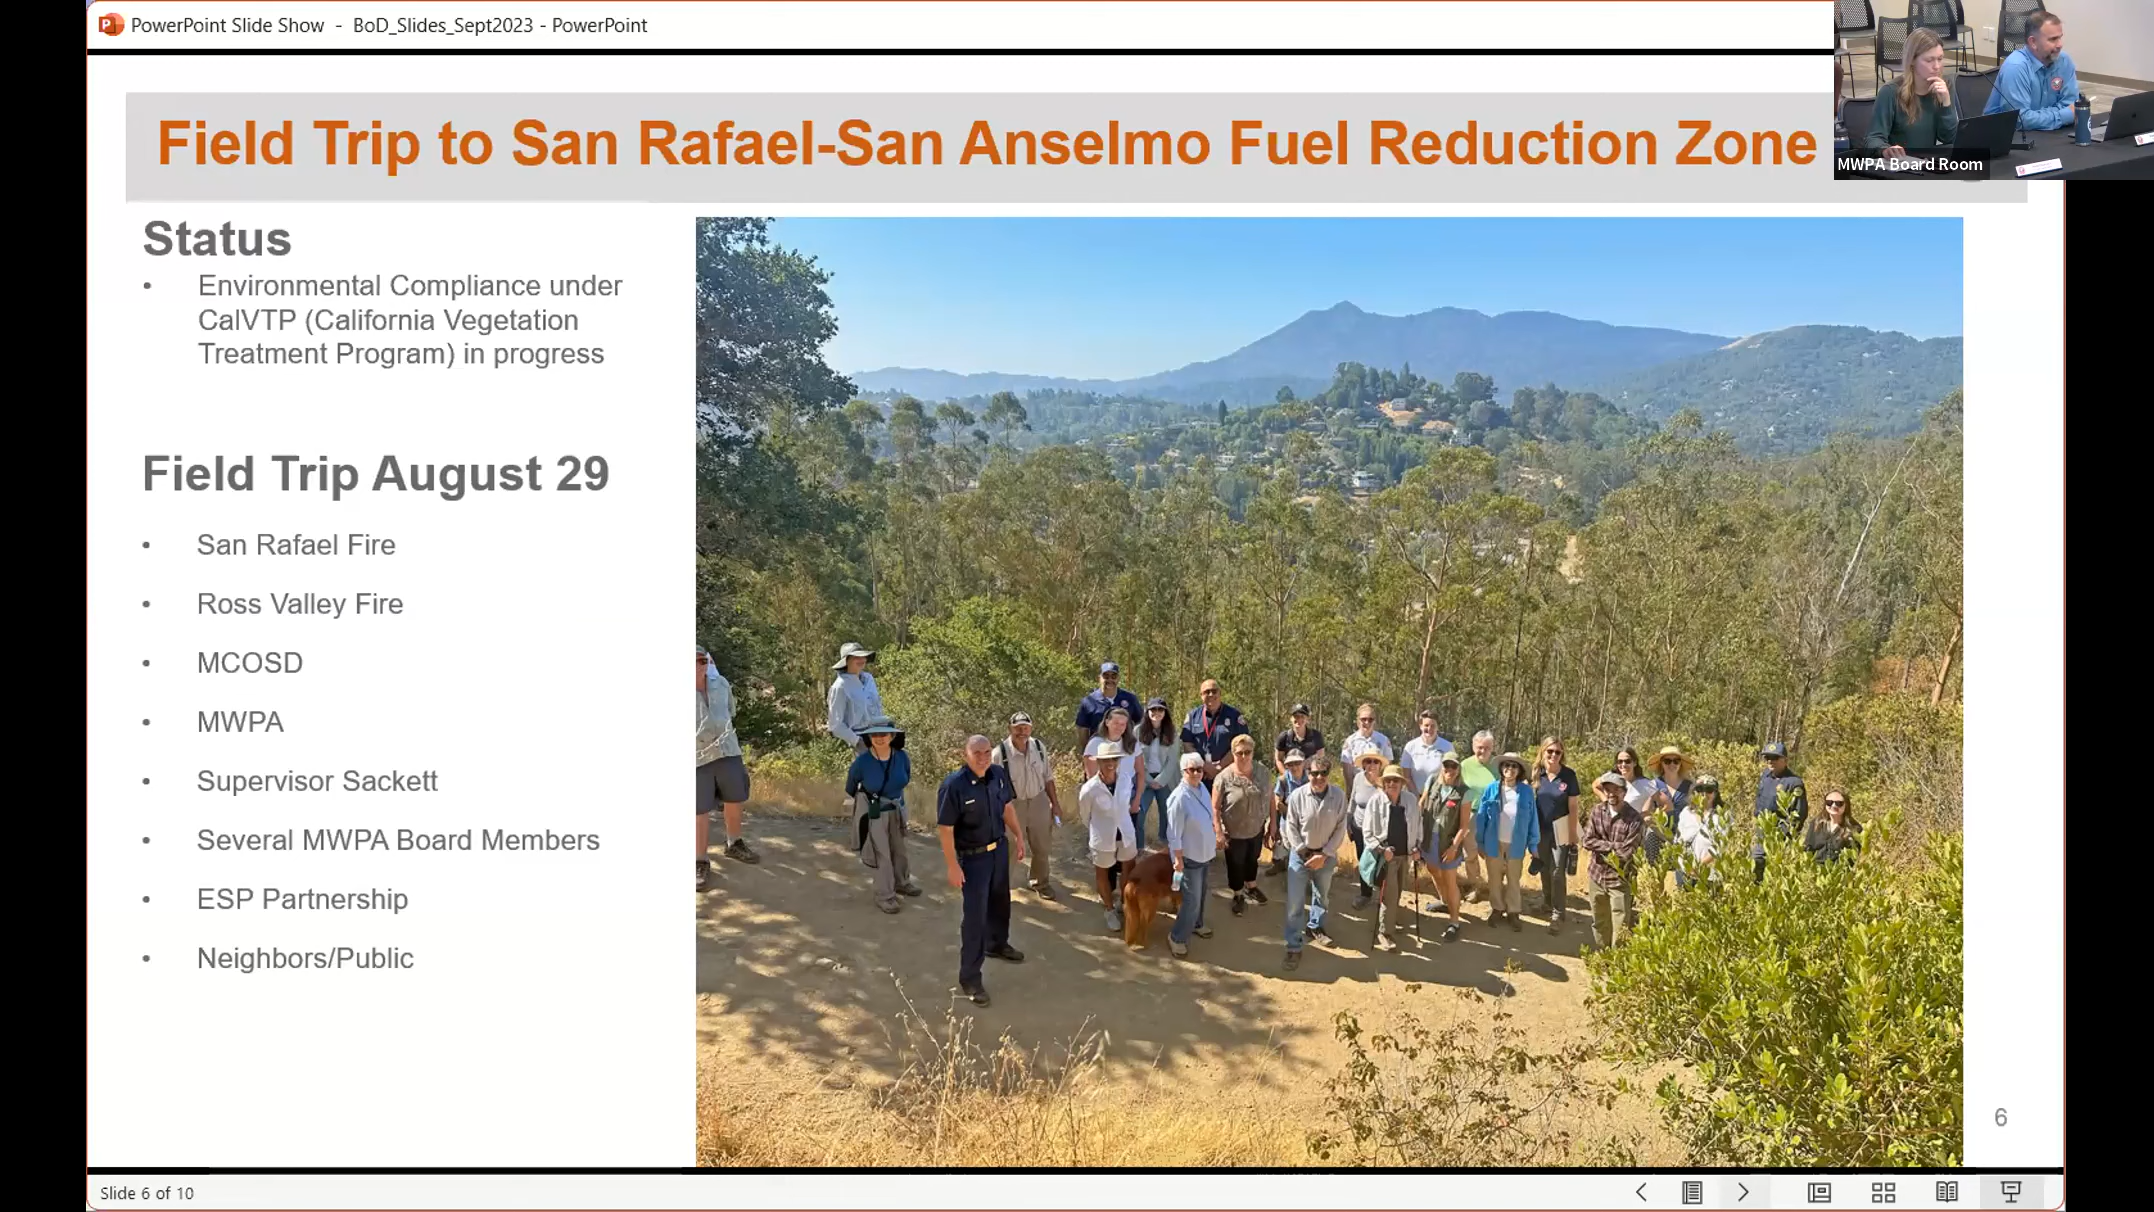 PowerPoint Slide Show - BoD_Slides_Sept2023 - PowerPoint
MWPA Board Room
Field Trip to San Rafael-San Anselmo Fuel Reduction Zone
Status
• Environmental Compliance under
CalVTP (California Vegetation
Treatment Program) in progress
Field Trip August 29
• San Rafael Fire
• Ross Valley Fire
• MCOSD
• MWPA
• Supervisor Sackett
• Several MWPA Board Members
• ESP Partnership
• Neighbors/Public
6
Slide 6 of 10